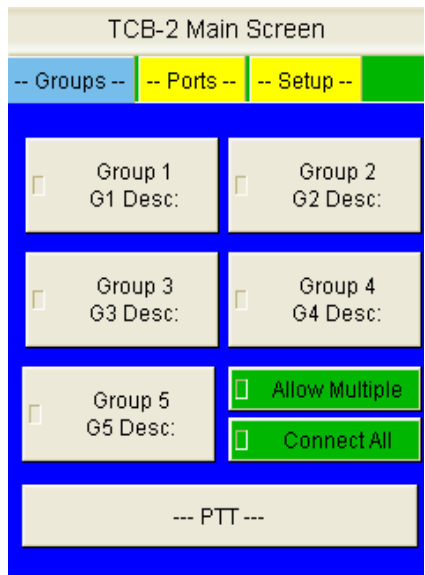 TCB-2 Main Screen
-- Groups -- -- Ports -- -- Setup --
Group 1
G1 Desc:
Group 2
G2 Desc:
Group 3
G3 Desc:
Group 4
G4 Desc:
Group 5
G5 Desc:
Allow Multiple
Connect All
--- PTT ---